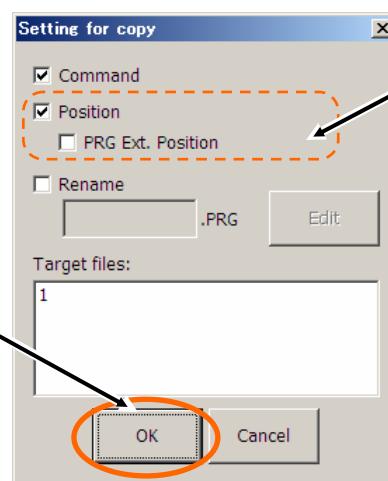 Setting for copy
Command
Position
PRG Ext. Position
Rename
.PRG Edit
Target files:
1
OK Cancel